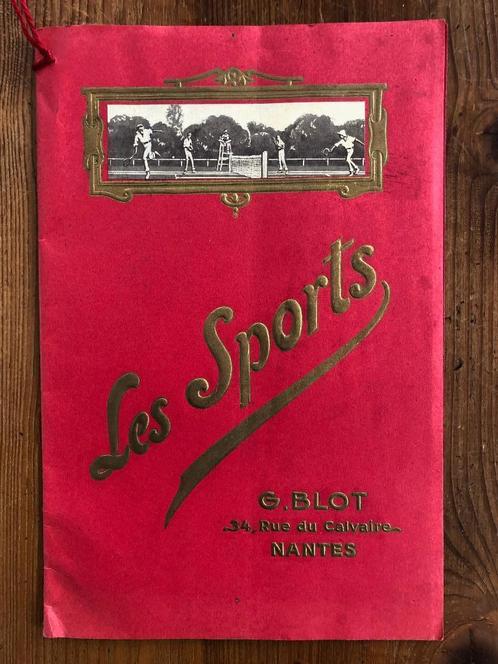 Les Sports
G. BLOT
34, Rue du Calvaire
NANTES